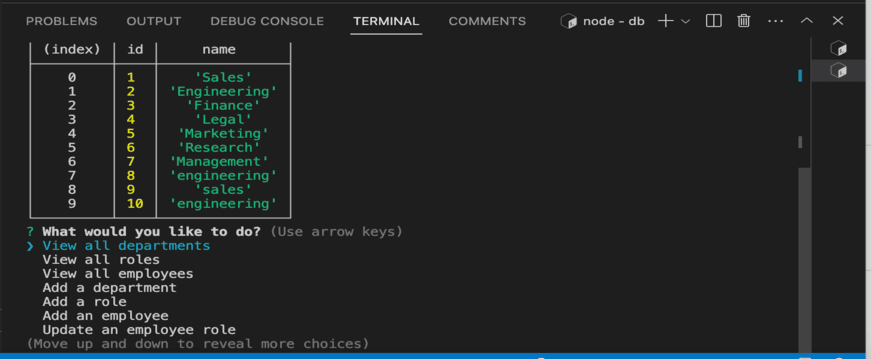 PROBLEMS OUTPUT DEBUG CONSOLE TERMINAL COMMENTS node - db
(index) id name
0 1 'Sales'
1 2 'Engineering'
2 3 'Finance'
3 4 'Legal'
4 5 'Marketing'
5 6 'Research'
6 7 'Management'
7 8 'engineering'
8 9 'sales'
9 10 'engineering'
? What would you like to do? (Use arrow keys)
❯ View all departments
View all roles
View all employees
Add a department
Add a role
Add an employee
Update an employee role
(Move up and down to reveal more choices)